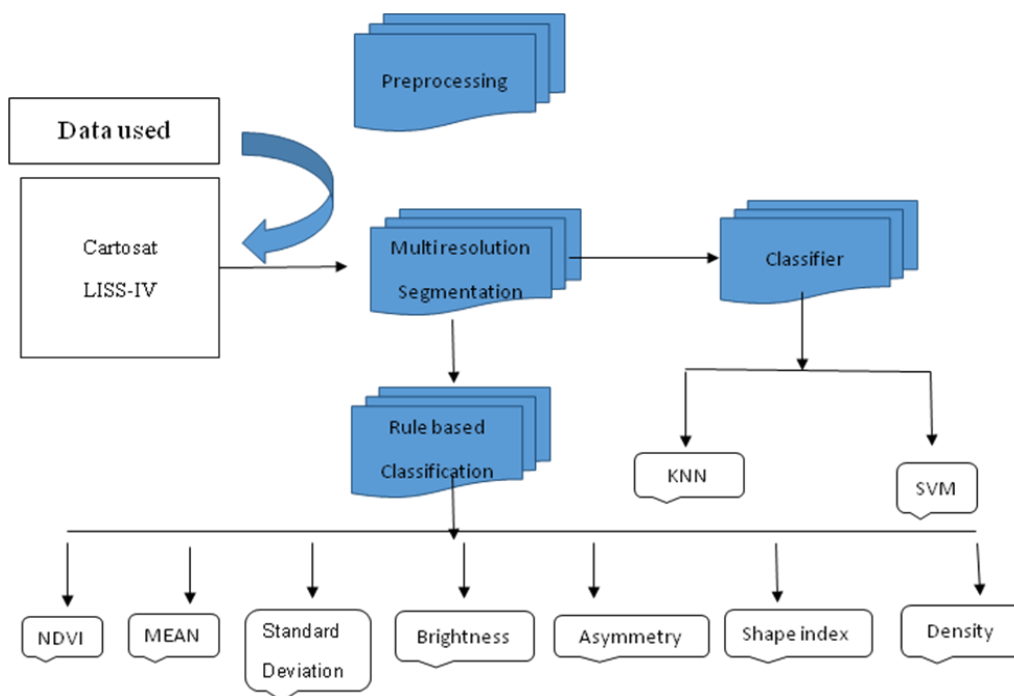 Preprocessing
Data used
Cartosat
LISS-IV
Multi resolution
Segmentation
Classifier
Rule based
Classification
KNN
SVM
NDVI
MEAN
Standard
Deviation
Brightness
Asymmetry
Shape index
Density